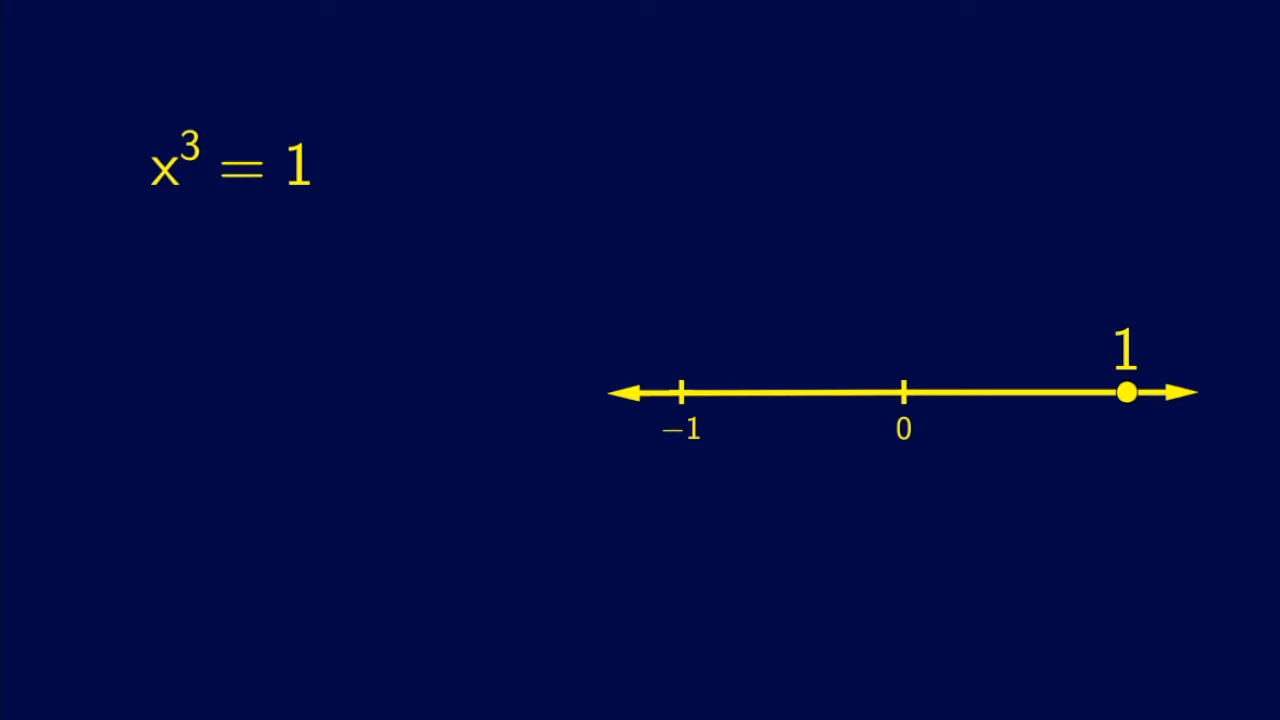 x³ = 1
1
−1 0